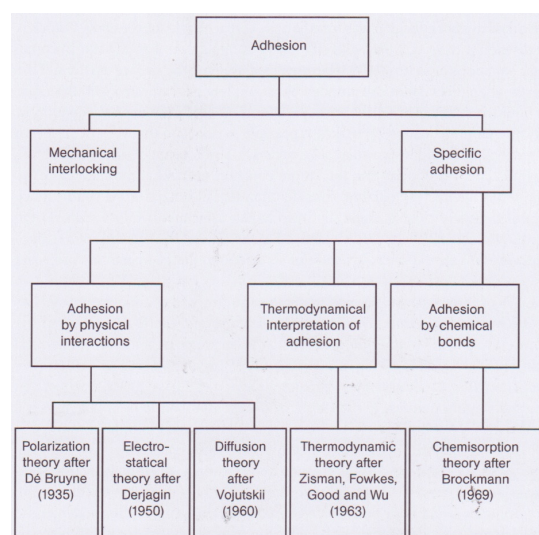 Adhesion
Mechanical
interlocking
Specific
adhesion
Adhesion
by physical
interactions
Thermodynamical
interpretation of
adhesion
Adhesion
by chemical
bonds
Polarization
theory after
Dé Bruyne
(1935)
Electro-
statical
theory after
Derjagin
(1950)
Diffusion
theory
after
Vojutskii
(1960)
Thermodynamic
theory after
Zisman, Fowkes,
Good and Wu
(1963)
Chemisorption
theory after
Brockmann
(1969)